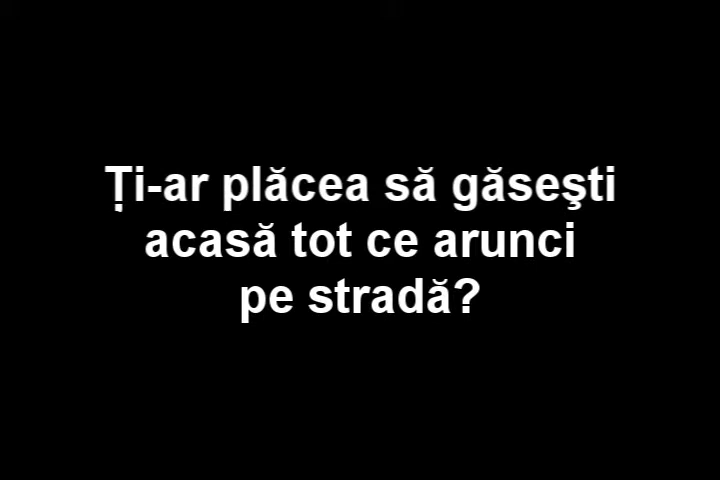 Ți-ar plăcea să găseşti
acasă tot ce arunci
pe stradă?